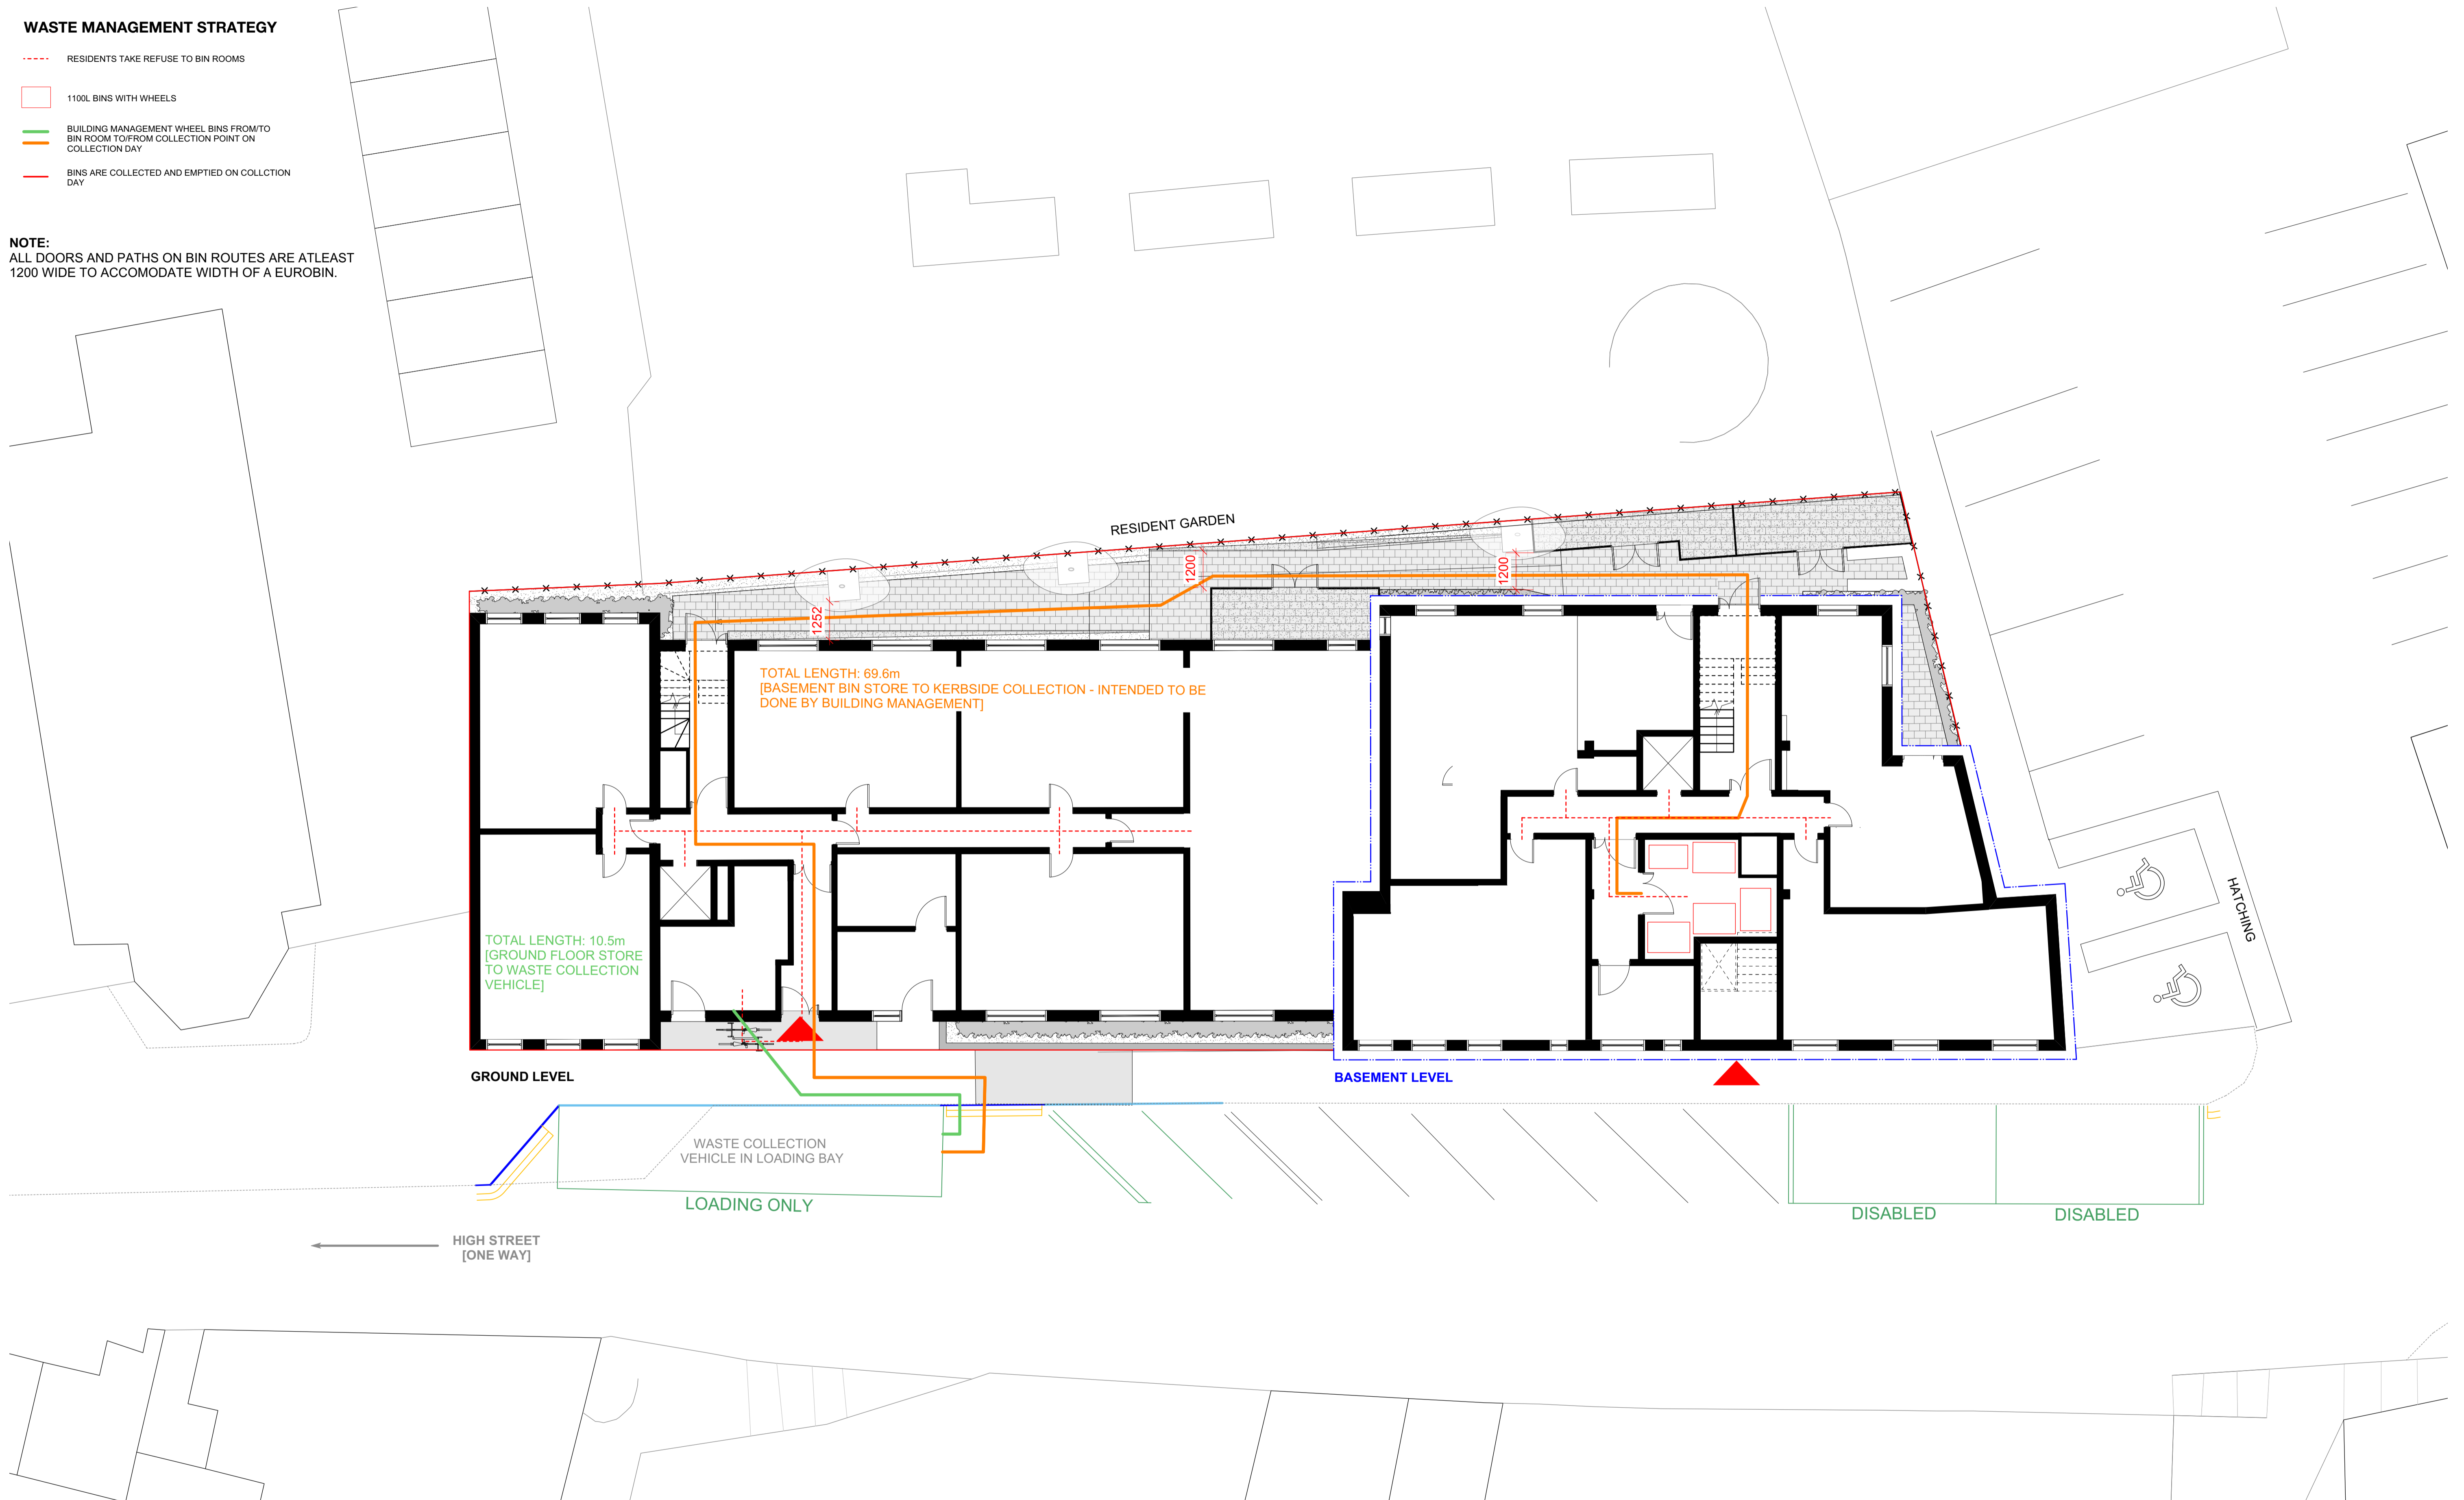 WASTE MANAGEMENT STRATEGY
RESIDENTS TAKE REFUSE TO BIN ROOMS
1100L BINS WITH WHEELS
BUILDING MANAGEMENT WHEEL BINS FROM/TO
BIN ROOM TO/FROM COLLECTION POINT ON
COLLECTION DAY
BINS ARE COLLECTED AND EMPTIED ON COLLCTION
DAY
NOTE:
ALL DOORS AND PATHS ON BIN ROUTES ARE ATLEAST
1200 WIDE TO ACCOMODATE WIDTH OF A EUROBIN.
RESIDENT GARDEN
1200
1200
1252
TOTAL LENGTH: 69.6m
[BASEMENT BIN STORE TO KERBSIDE COLLECTION - INTENDED TO BE
DONE BY BUILDING MANAGEMENT]
TOTAL LENGTH: 10.5m
[GROUND FLOOR STORE
TO WASTE COLLECTION
VEHICLE]
HATCHING
GROUND LEVEL
BASEMENT LEVEL
WASTE COLLECTION
VEHICLE IN LOADING BAY
LOADING ONLY
DISABLED
DISABLED
HIGH STREET
[ONE WAY]